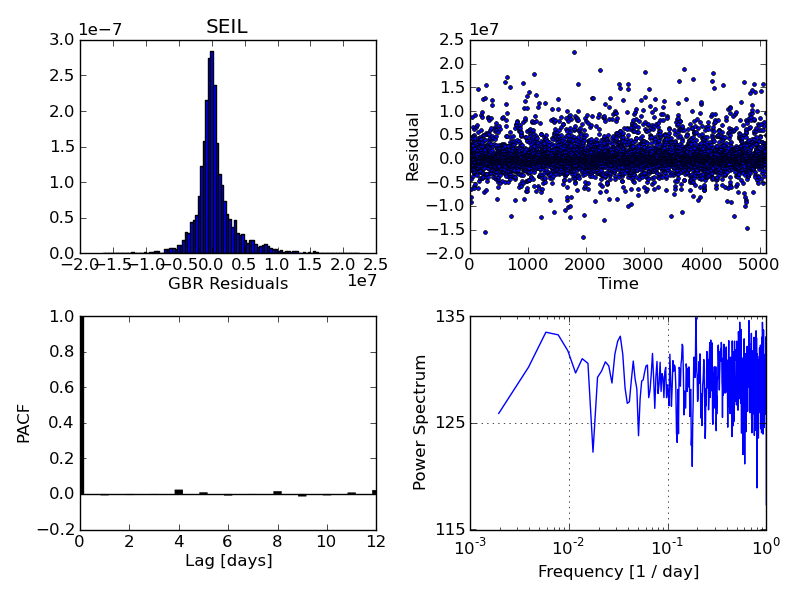 SEIL
1e−7
3.0
2.5
2.0
1.5
1.0
0.5
0.0
−2.0 −1.5 −1.0 −0.5 0.0 0.5 1.0 1.5 2.0 2.5
GBR Residuals
1e7
1e7
2.5
2.0
1.5
1.0
0.5
0.0
−0.5
−1.0
−1.5
−2.0
Residual
0 1000 2000 3000 4000 5000
Time
1.0
0.8
0.6
0.4
0.2
0.0
−0.2
PACF
0 2 4 6 8 10 12
Lag [days]
135
125
115
Power Spectrum
10⁻³ 10⁻² 10⁻¹ 10⁰
Frequency [1 / day]